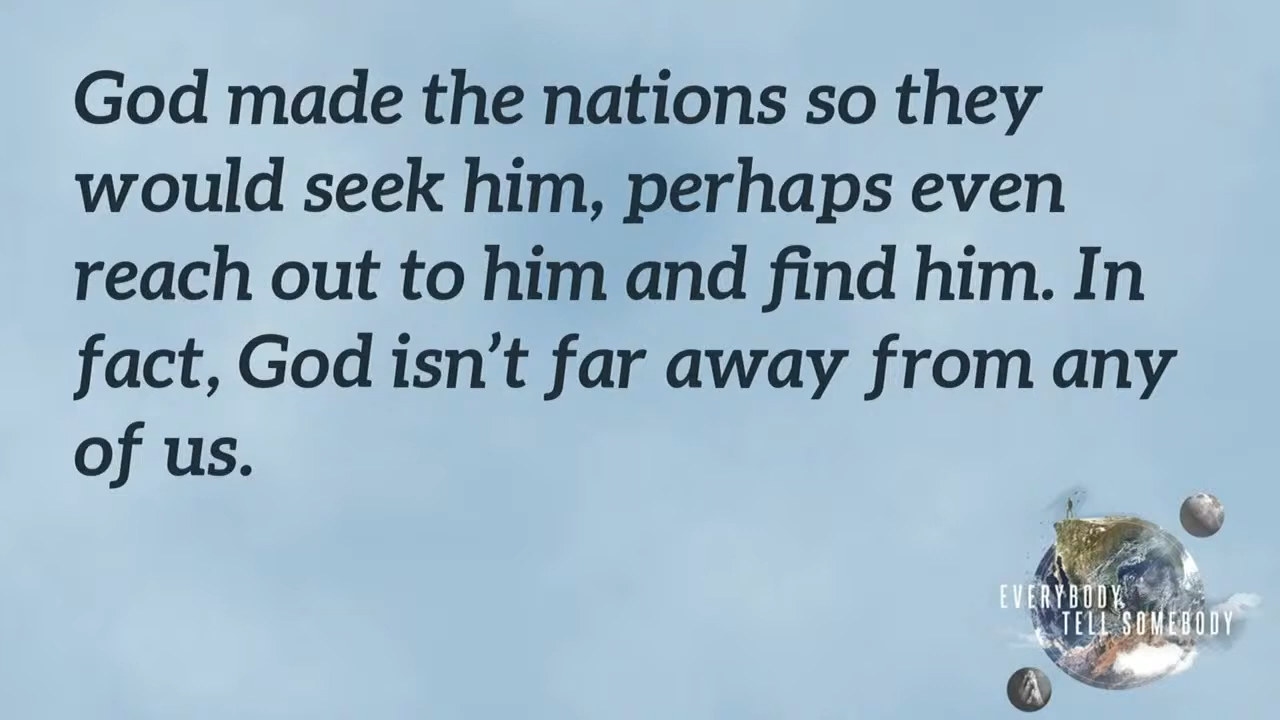 God made the nations so they
would seek him, perhaps even
reach out to him and find him. In
fact, God isn’t far away from any
of us.
EVERYBODY,
TELL SOMEBODY